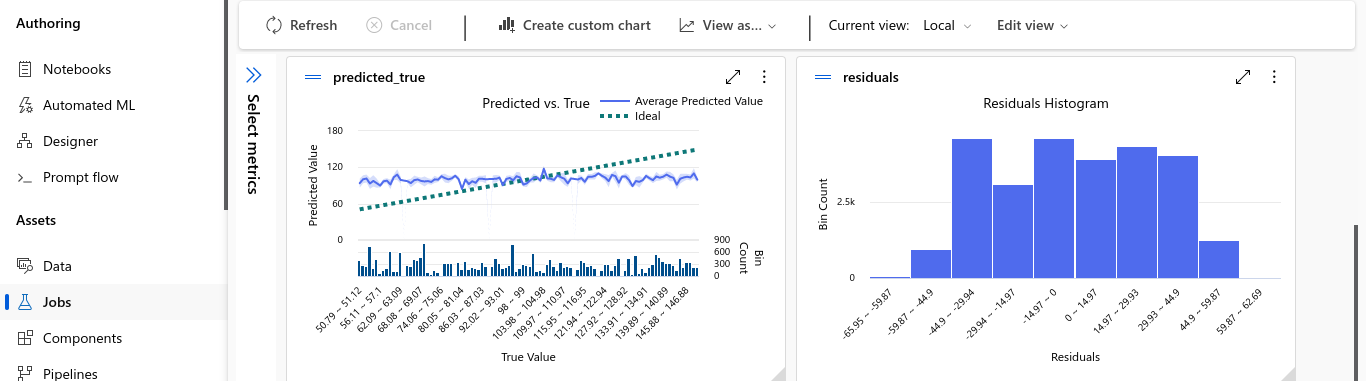 Authoring
Notebooks
Automated ML
Designer
Prompt flow
Assets
Data
Jobs
Components
Pipelines
Refresh
Cancel
Create custom chart
View as...
Current view:
Local
Edit view
Select metrics
predicted_true
Predicted vs. True
Average Predicted Value
Ideal
Predicted Value
180
120
60
0
900
600
300
0
Bin
Count
50.79 ~ 51.12
56.11 ~ 57.1
62.09 ~ 63.09
68.08 ~ 69.07
74.06 ~ 75.06
80.05 ~ 81.04
86.03 ~ 87.03
92.02 ~ 93.01
98 ~ 99
103.98 ~ 104.98
109.97 ~ 110.97
115.95 ~ 116.95
121.94 ~ 122.94
127.92 ~ 128.92
133.91 ~ 134.91
139.89 ~ 140.89
145.88 ~ 146.88
True Value
residuals
Residuals Histogram
Bin Count
2.5k
0
-65.95 ~ -59.87
-59.87 ~ -44.9
-44.9 ~ -29.94
-29.94 ~ -14.97
-14.97 ~ 0
0 ~ 14.97
14.97 ~ 29.93
29.93 ~ 44.9
44.9 ~ 59.87
59.87 ~ 62.69
Residuals